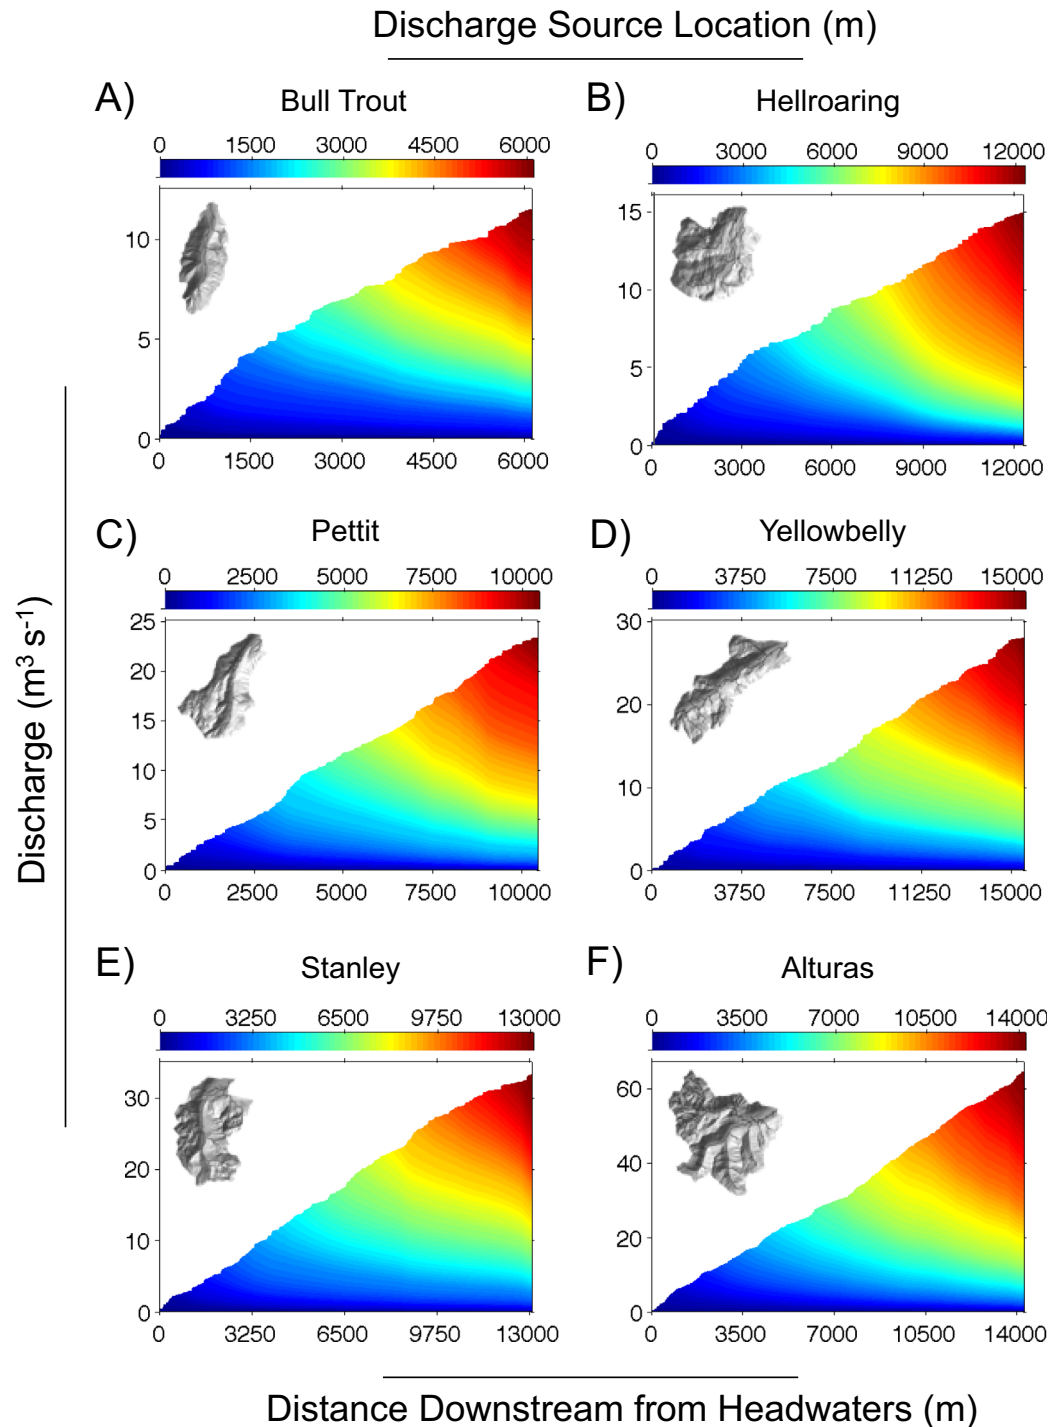 Discharge Source Location (m)
A) Bull Trout
B) Hellroaring
0 1500 3000 4500 6000
0 3000 6000 9000 12000
10
5
0
0 1500 3000 4500 6000
15
10
5
0
0 3000 6000 9000 12000
C) Pettit
D) Yellowbelly
0 2500 5000 7500 10000
0 3750 7500 11250 15000
25
20
15
10
5
0
0 2500 5000 7500 10000
30
20
10
0
0 3750 7500 11250 15000
Discharge (m³ s⁻¹)
E) Stanley
F) Alturas
0 3250 6500 9750 13000
0 3500 7000 10500 14000
30
20
10
0
0 3250 6500 9750 13000
60
40
20
0
0 3500 7000 10500 14000
Distance Downstream from Headwaters (m)